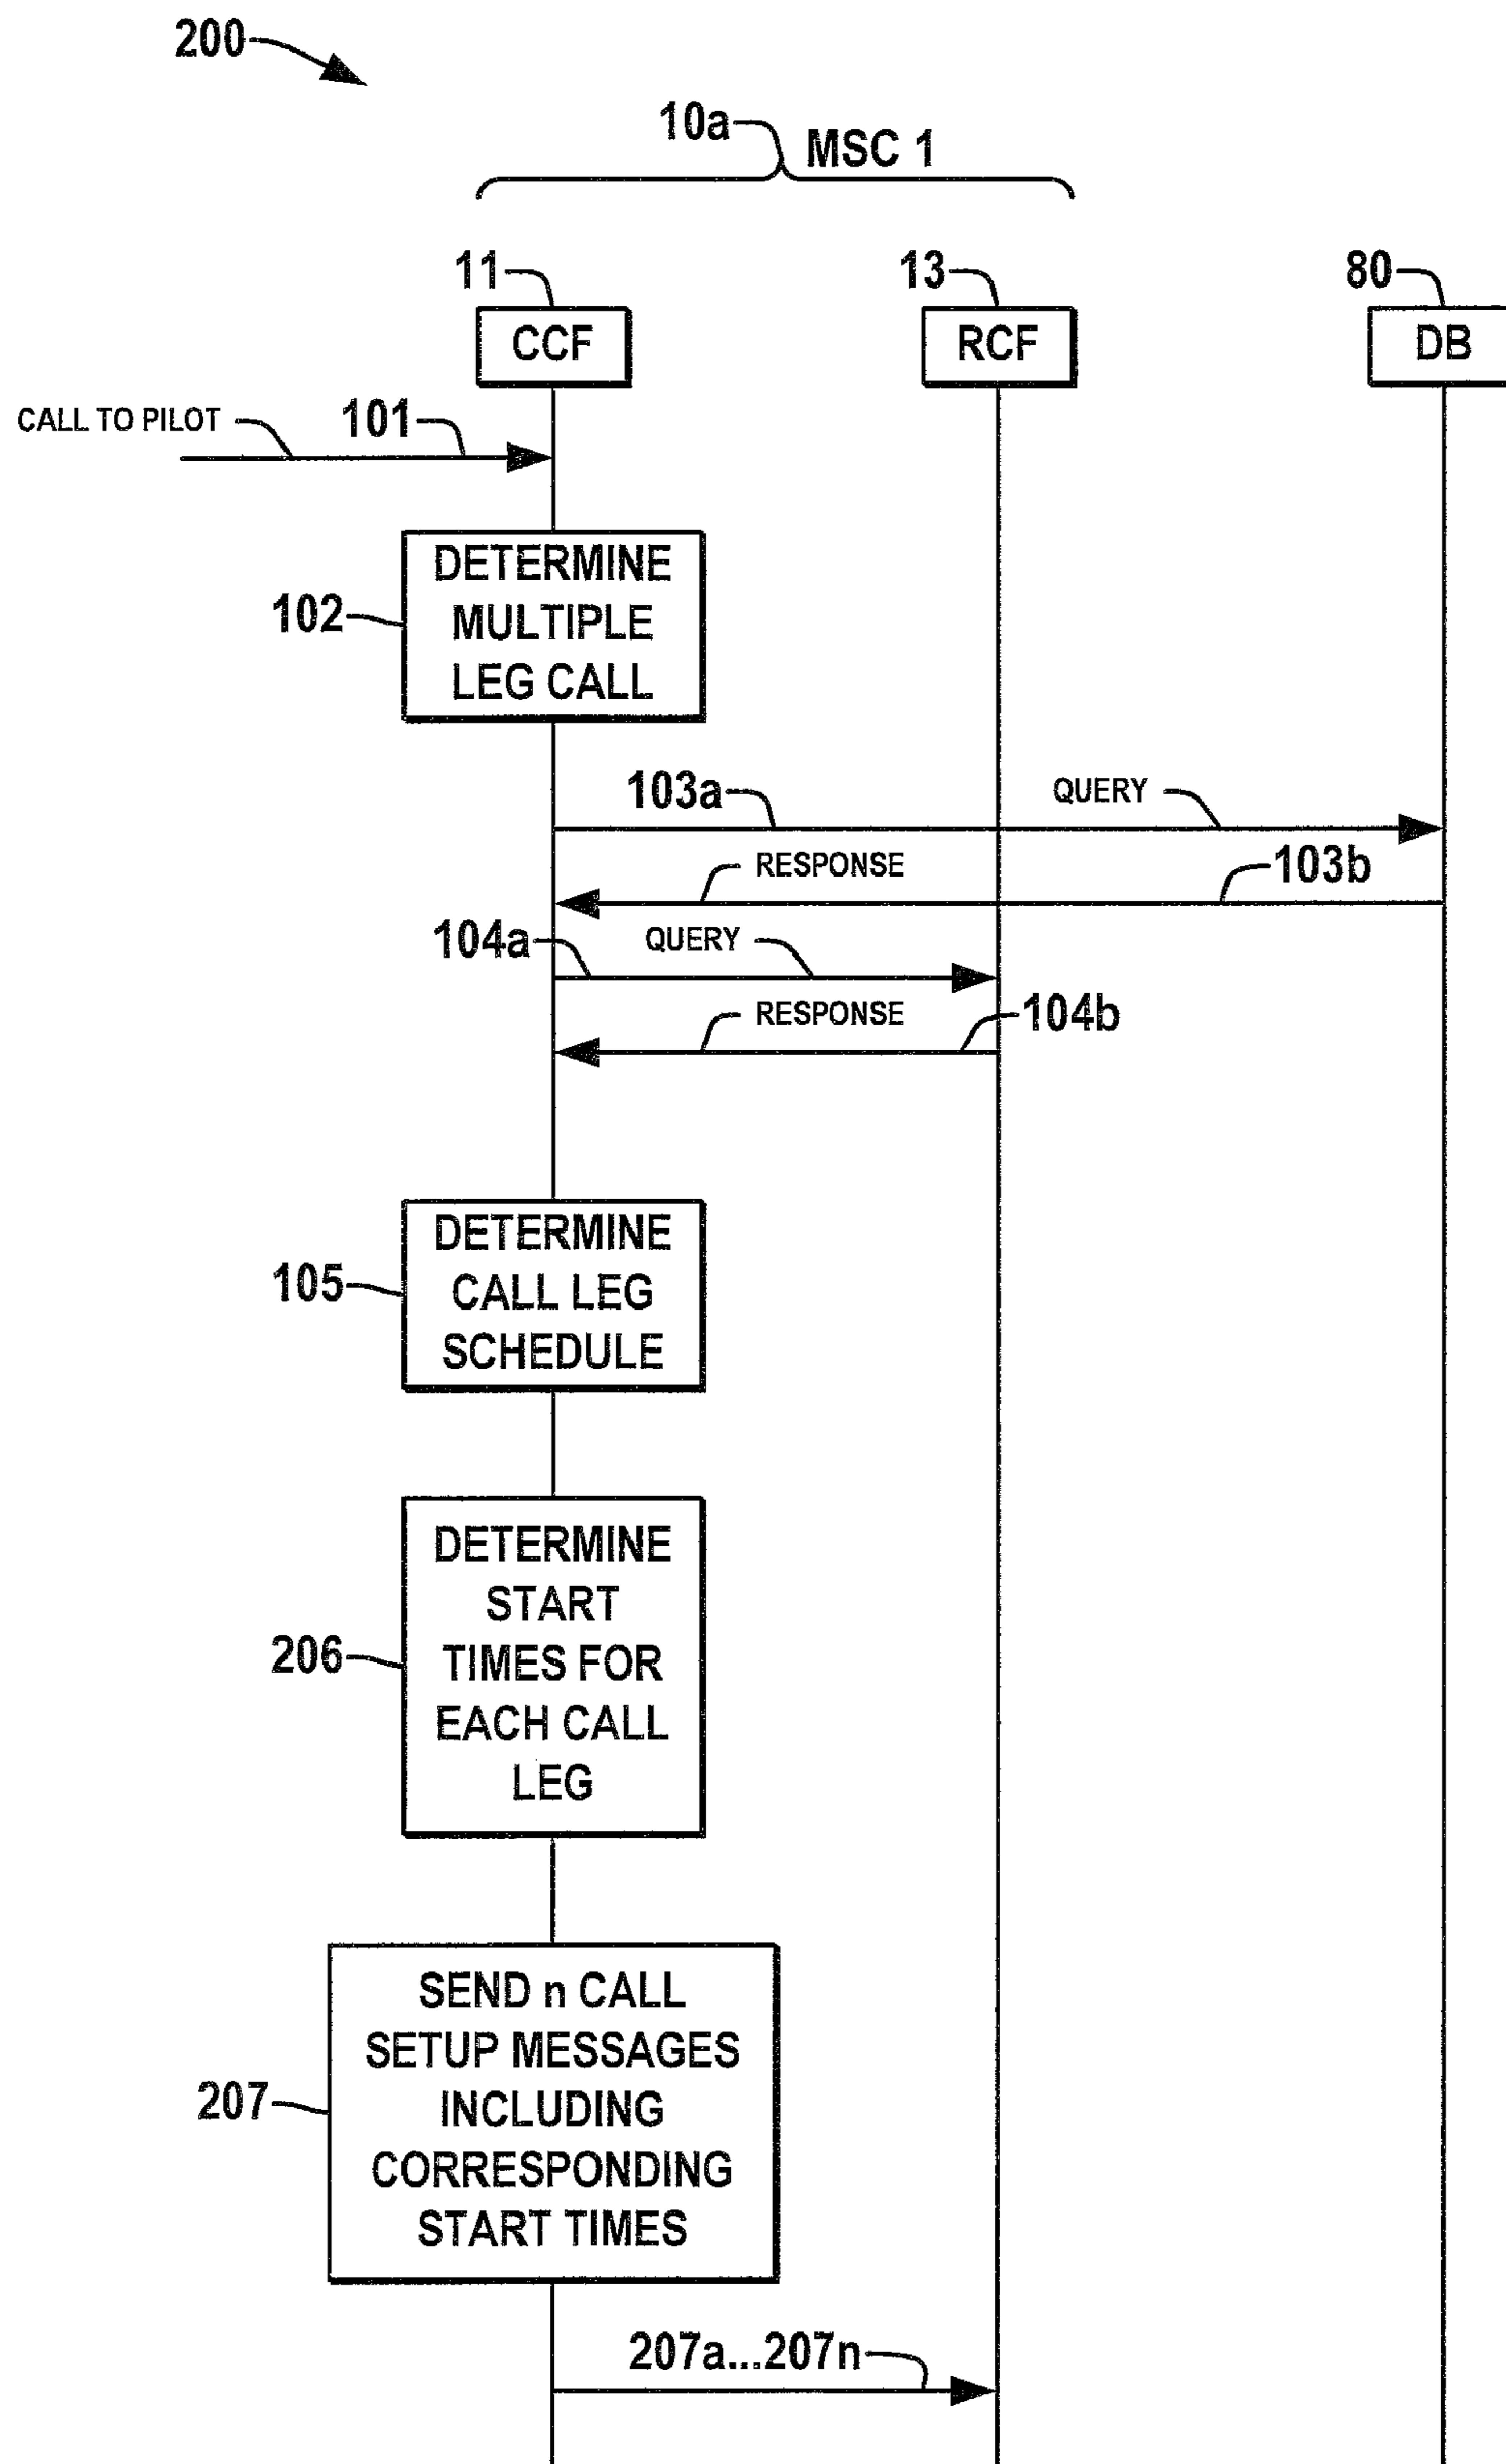 200
10a MSC 1
11 13 80
CCF RCF DB
CALL TO PILOT 101
DETERMINE
MULTIPLE
LEG CALL
102
103a QUERY
RESPONSE 103b
104a QUERY
RESPONSE 104b
DETERMINE
CALL LEG
SCHEDULE
105
DETERMINE
START
TIMES FOR
EACH CALL
LEG
206
SEND n CALL
SETUP MESSAGES
INCLUDING
CORRESPONDING
START TIMES
207
207a...207n